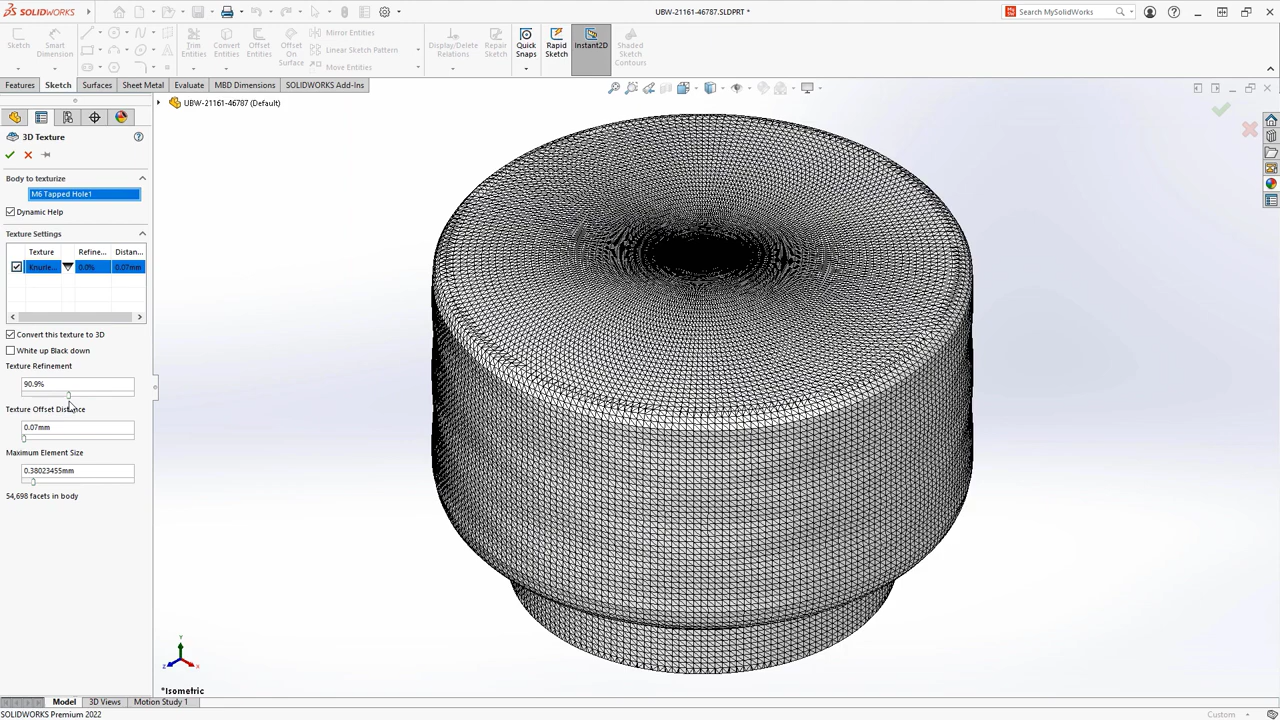 SOLIDWORKS
UBW-21161-46787.SLDPRT *
Search MySolidWorks
Sketch
Smart Dimension
Trim Entities
Convert Entities
Offset Entities
Offset On Surface
Mirror Entities
Linear Sketch Pattern
Move Entities
Display/Delete Relations
Repair Sketch
Quick Snaps
Rapid Sketch
Instant2D
Shaded Sketch Contours
Features
Sketch
Surfaces
Sheet Metal
Evaluate
MBD Dimensions
SOLIDWORKS Add-Ins
UBW-21161-46787 (Default)
3D Texture
Body to texturize
M6 Tapped Hole1
Dynamic Help
Texture Settings
Texture Refine... Distan...
Knurle... 0.0% 0.07mm
Convert this texture to 3D
White up Black down
Texture Refinement
90.9%
Texture Offset Distance
0.07mm
Maximum Element Size
0.38023455mm
54,698 facets in body
Y
Z
X
*Isometric
Model
3D Views
Motion Study 1
SOLIDWORKS Premium 2022
Custom